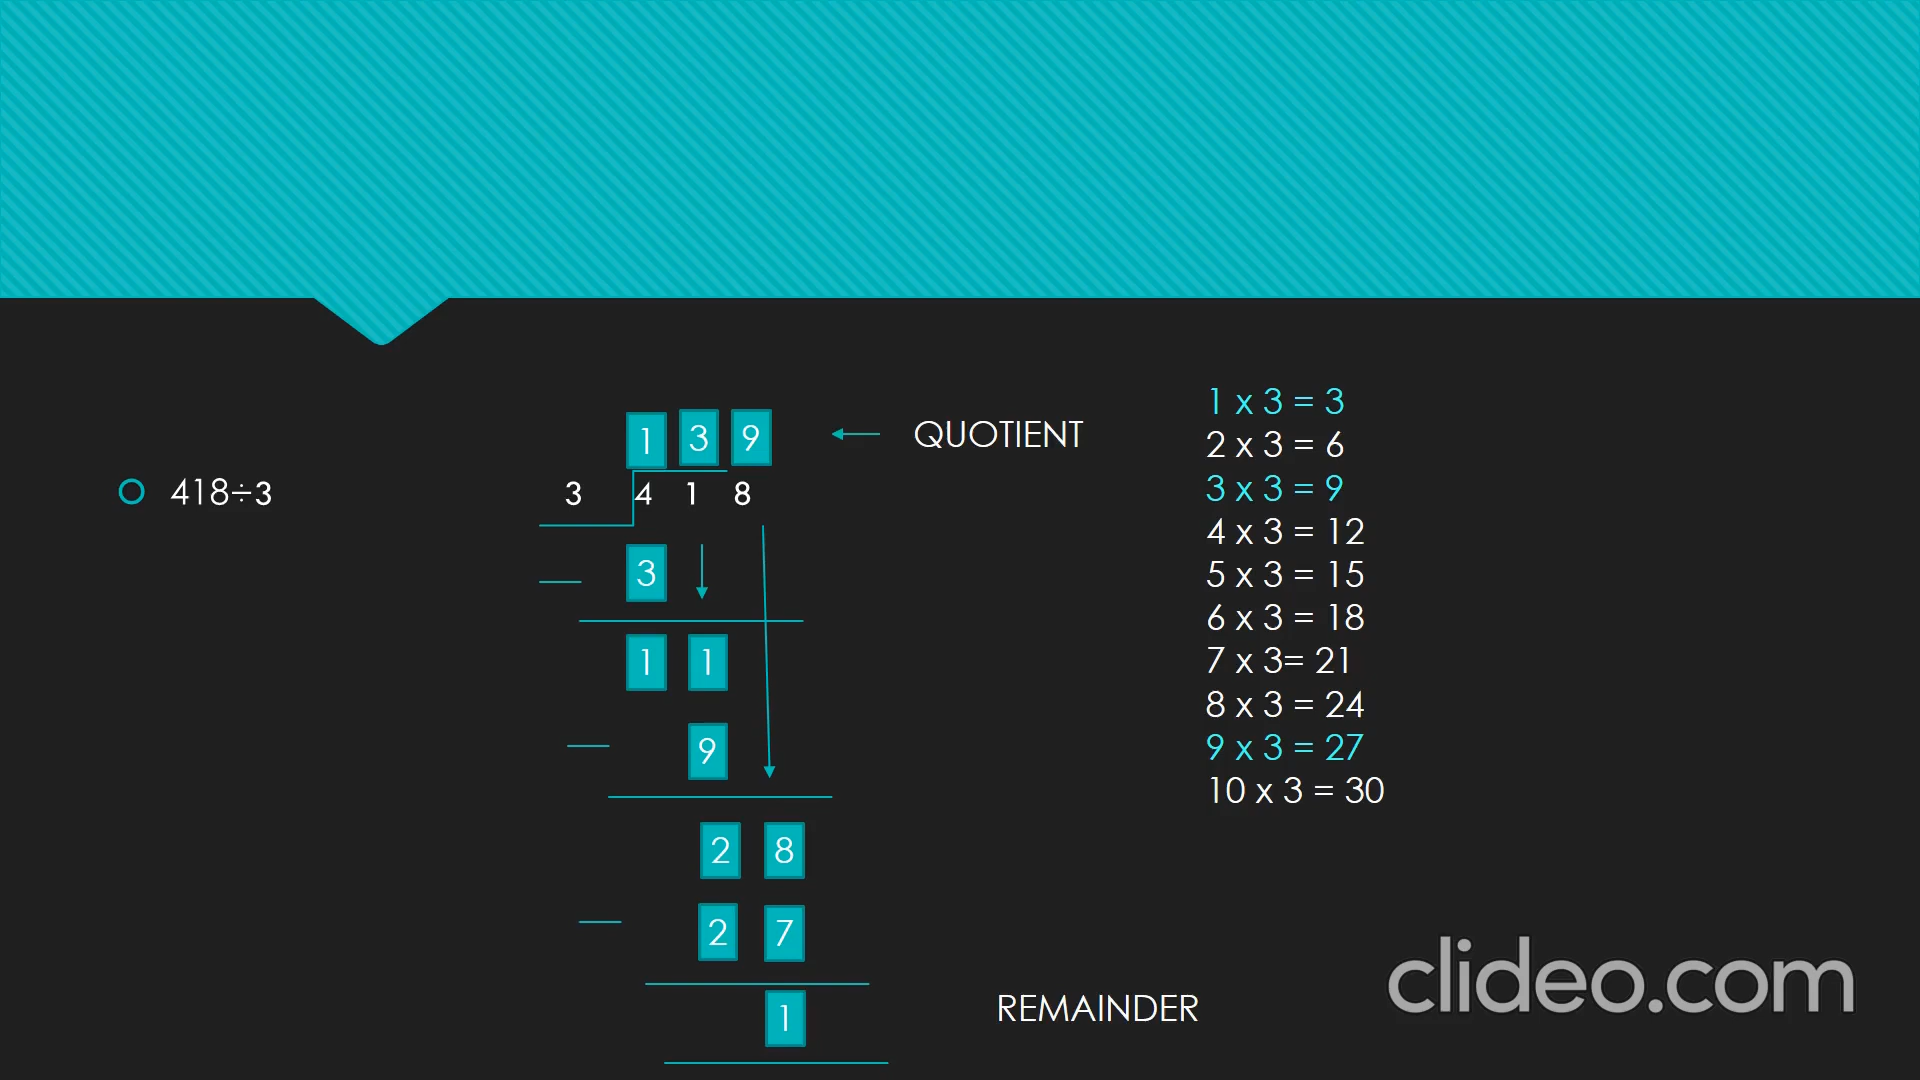 418÷3
1 3 9
QUOTIENT
3 4 1 8
3
1 1
9
2 8
2 7
1
REMAINDER
1 x 3 = 3
2 x 3 = 6
3 x 3 = 9
4 x 3 = 12
5 x 3 = 15
6 x 3 = 18
7 x 3= 21
8 x 3 = 24
9 x 3 = 27
10 x 3 = 30
clideo.com